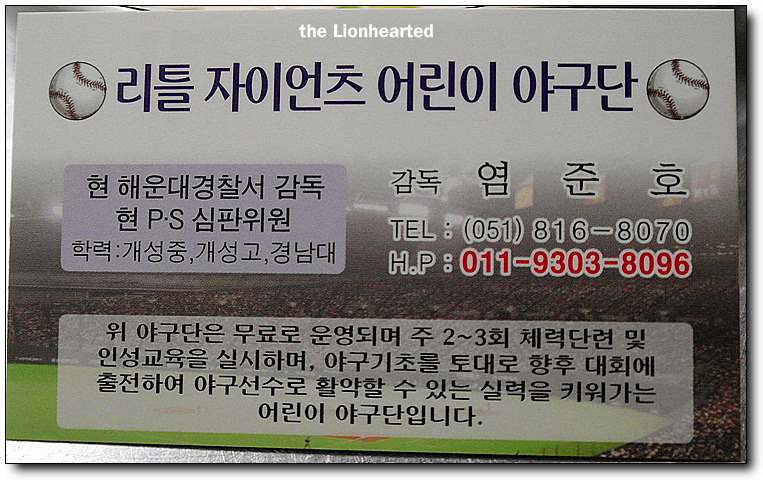 the Lionhearted
리틀 자이언츠 어린이 야구단
현 해운대경찰서 감독
현 P·S 심판위원
학력:개성중,개성고,경남대
감독 염 준 호
TEL : (051) 816-8070
H.P : 011-9303-8096
위 야구단은 무료로 운영되며 주 2~3회 체력단련 및
인성교육을 실시하며, 야구기초를 토대로 향후 대회에
출전하여 야구선수로 활약할 수 있는 실력을 키워가는
어린이 야구단입니다.